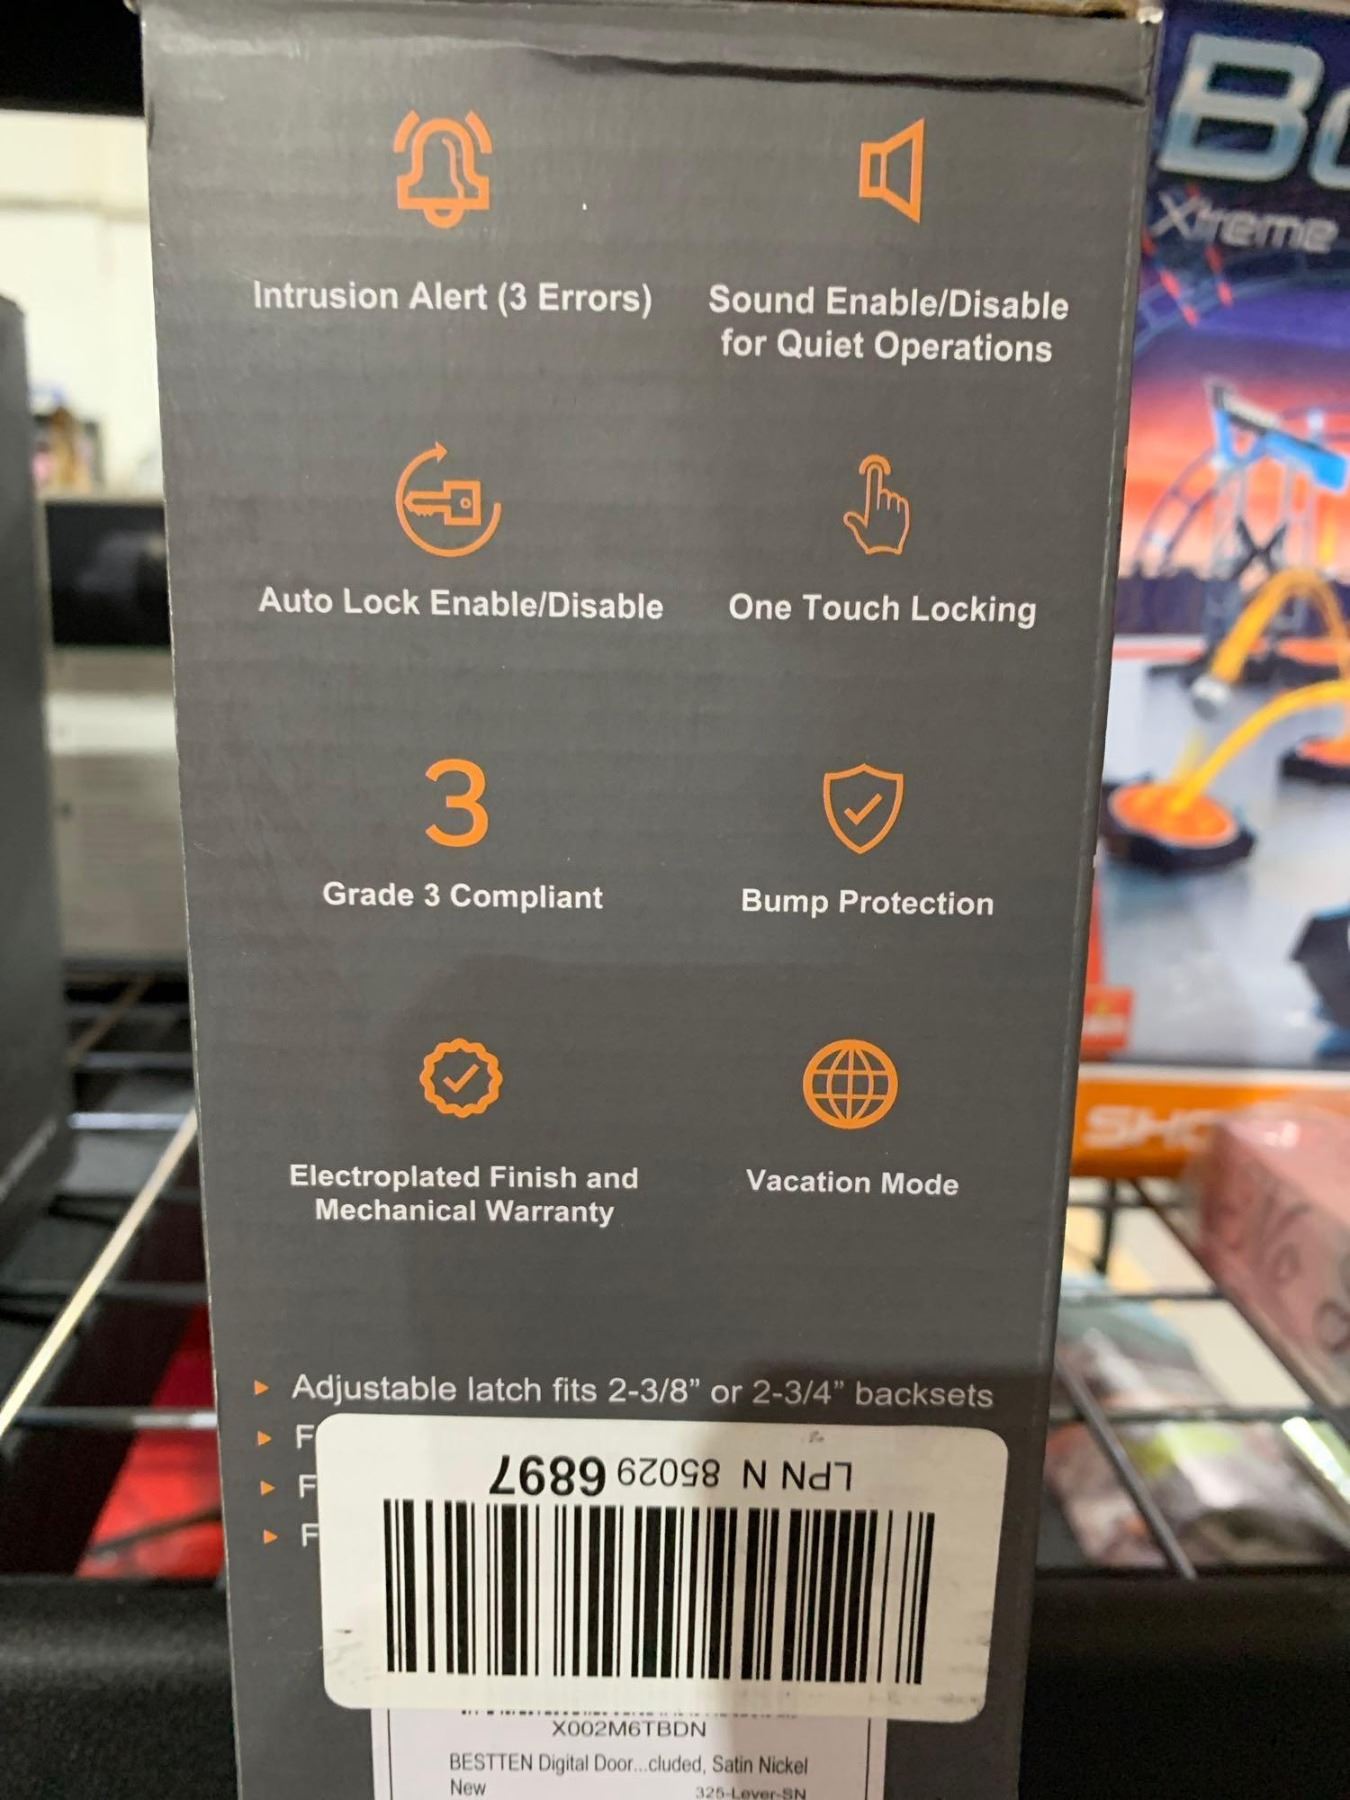 Intrusion Alert (3 Errors)
Sound Enable/Disable
for Quiet Operations
Auto Lock Enable/Disable
One Touch Locking
3
Grade 3 Compliant
Bump Protection
Electroplated Finish and
Mechanical Warranty
Vacation Mode
Adjustable latch fits 2-3/8” or 2-3/4” backsets
F
F
F
LPN N 85029 6897
X002M6TBDN
BESTTEN Digital Door...cluded, Satin Nickel
New
325-Lever-SN
Xtreme